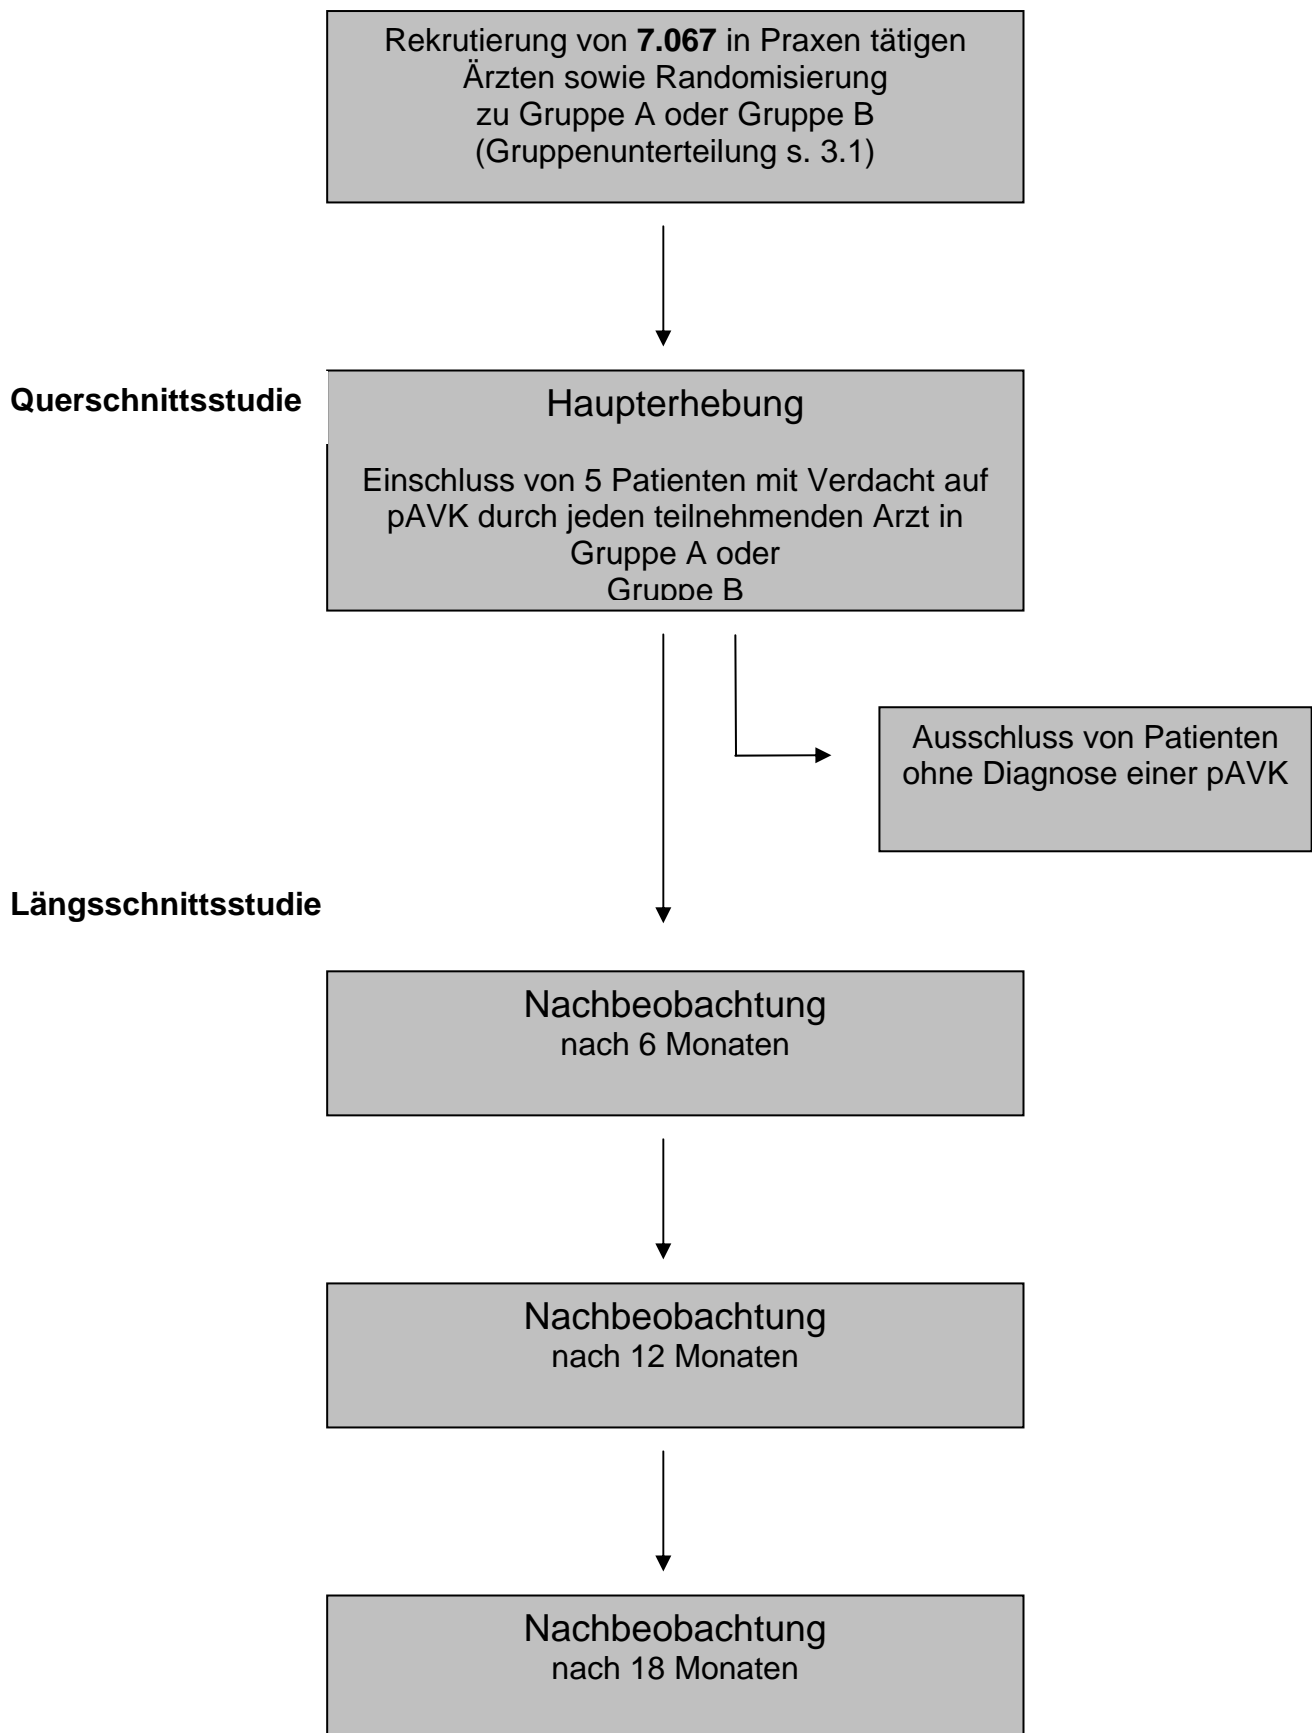 Rekrutierung von 7.067 in Praxen tätigen
Ärzten sowie Randomisierung
zu Gruppe A oder Gruppe B
(Gruppenunterteilung s. 3.1)
Querschnittsstudie
Haupterhebung
Einschluss von 5 Patienten mit Verdacht auf
pAVK durch jeden teilnehmenden Arzt in
Gruppe A oder
Gruppe B
Ausschluss von Patienten
ohne Diagnose einer pAVK
Längsschnittsstudie
Nachbeobachtung
nach 6 Monaten
Nachbeobachtung
nach 12 Monaten
Nachbeobachtung
nach 18 Monaten